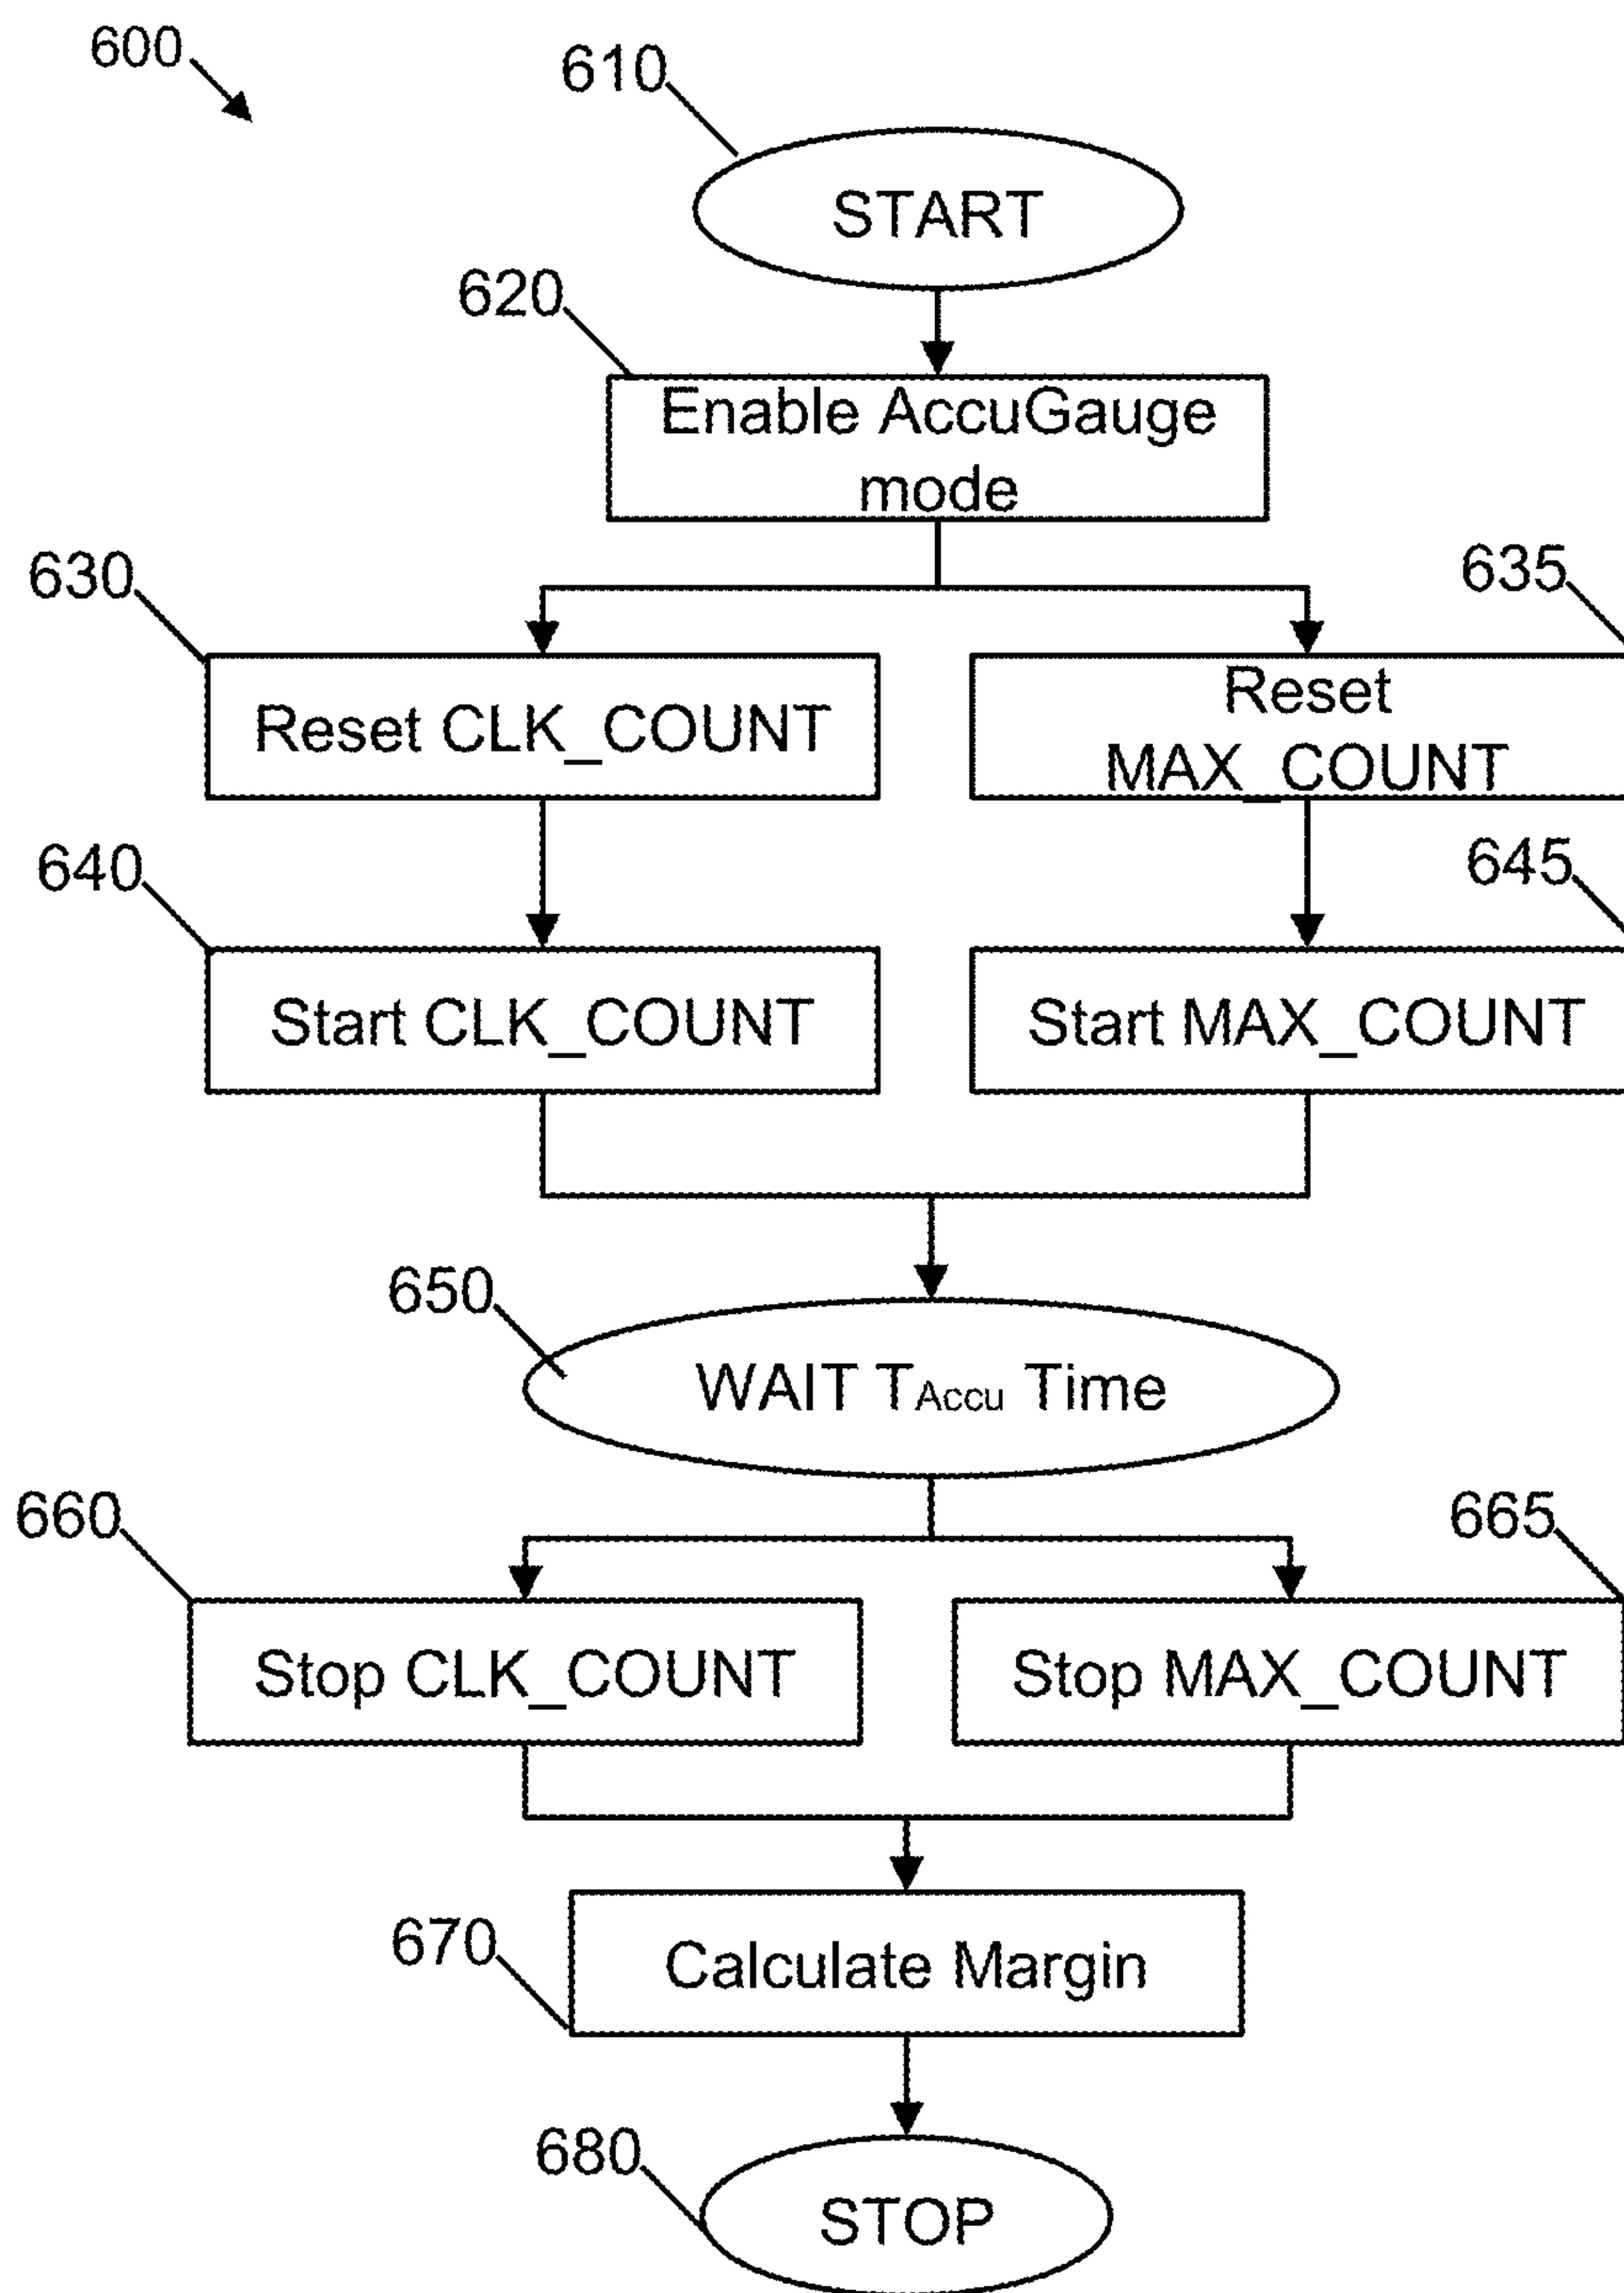 600
610
START
620
Enable AccuGauge
mode
630
635
Reset CLK_COUNT
Reset
MAX_COUNT
640
645
Start CLK_COUNT
Start MAX_COUNT
650
WAIT TAccu Time
660
665
Stop CLK_COUNT
Stop MAX_COUNT
670
Calculate Margin
680
STOP